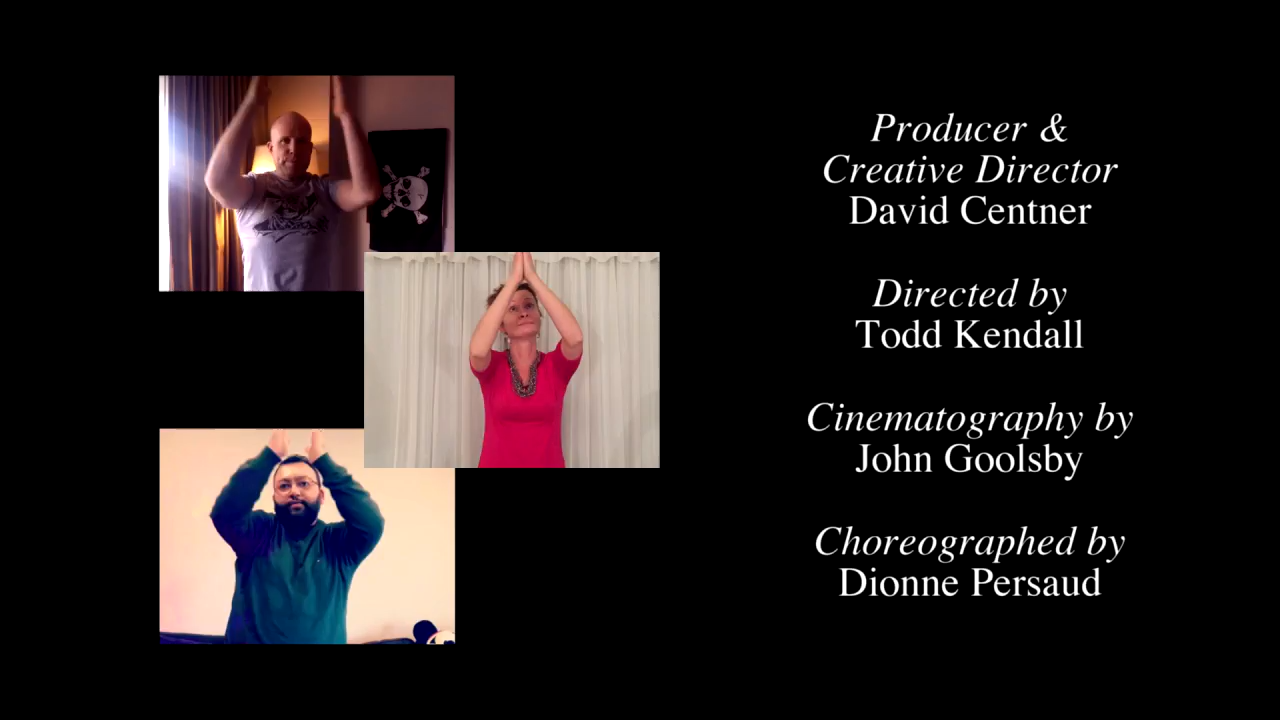 Producer &
Creative Director
David Centner
Directed by
Todd Kendall
Cinematography by
John Goolsby
Choreographed by
Dionne Persaud